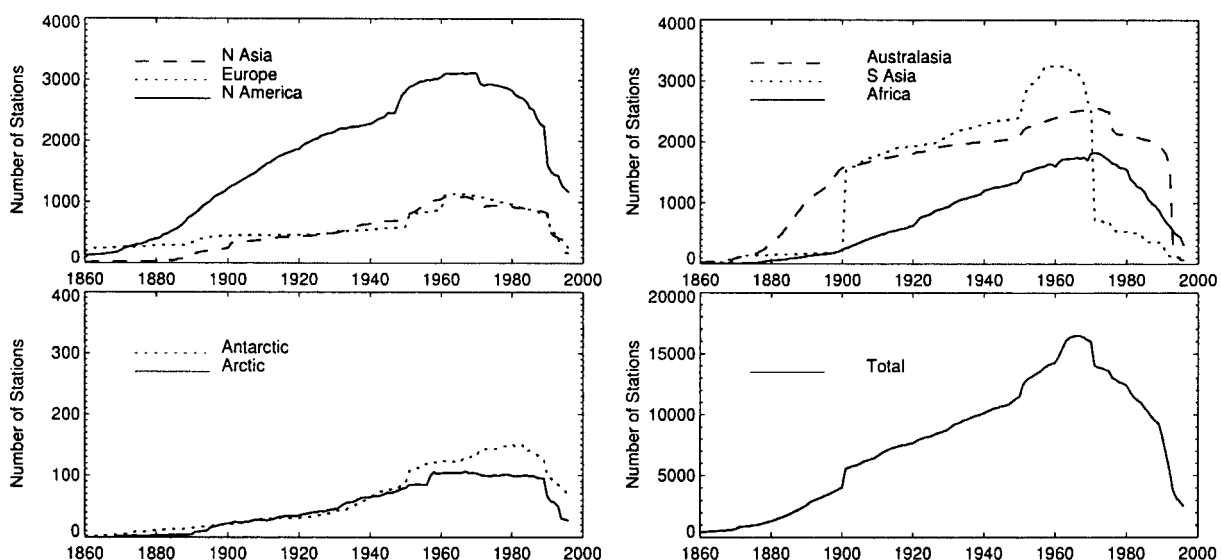 4000
3000
2000
1000
0
Number of Stations
N Asia
Europe
N America
1860 1880 1900 1920 1940 1960 1980 2000
4000
3000
2000
1000
0
Number of Stations
Australasia
S Asia
Africa
1860 1880 1900 1920 1940 1960 1980 2000
400
300
200
100
0
Number of Stations
Antarctic
Arctic
1860 1880 1900 1920 1940 1960 1980 2000
20000
15000
10000
5000
0
Number of Stations
Total
1860 1880 1900 1920 1940 1960 1980 2000